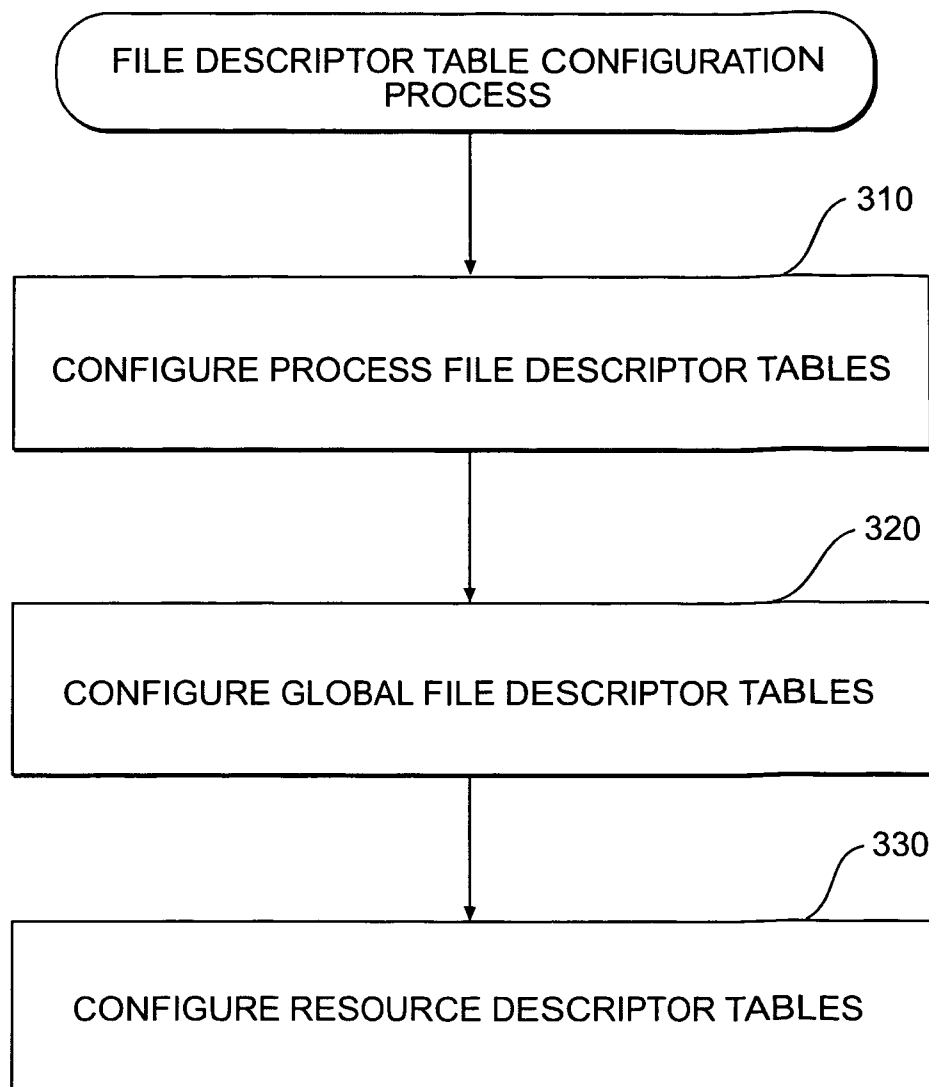 FILE DESCRIPTOR TABLE CONFIGURATION
PROCESS
310
CONFIGURE PROCESS FILE DESCRIPTOR TABLES
320
CONFIGURE GLOBAL FILE DESCRIPTOR TABLES
330
CONFIGURE RESOURCE DESCRIPTOR TABLES